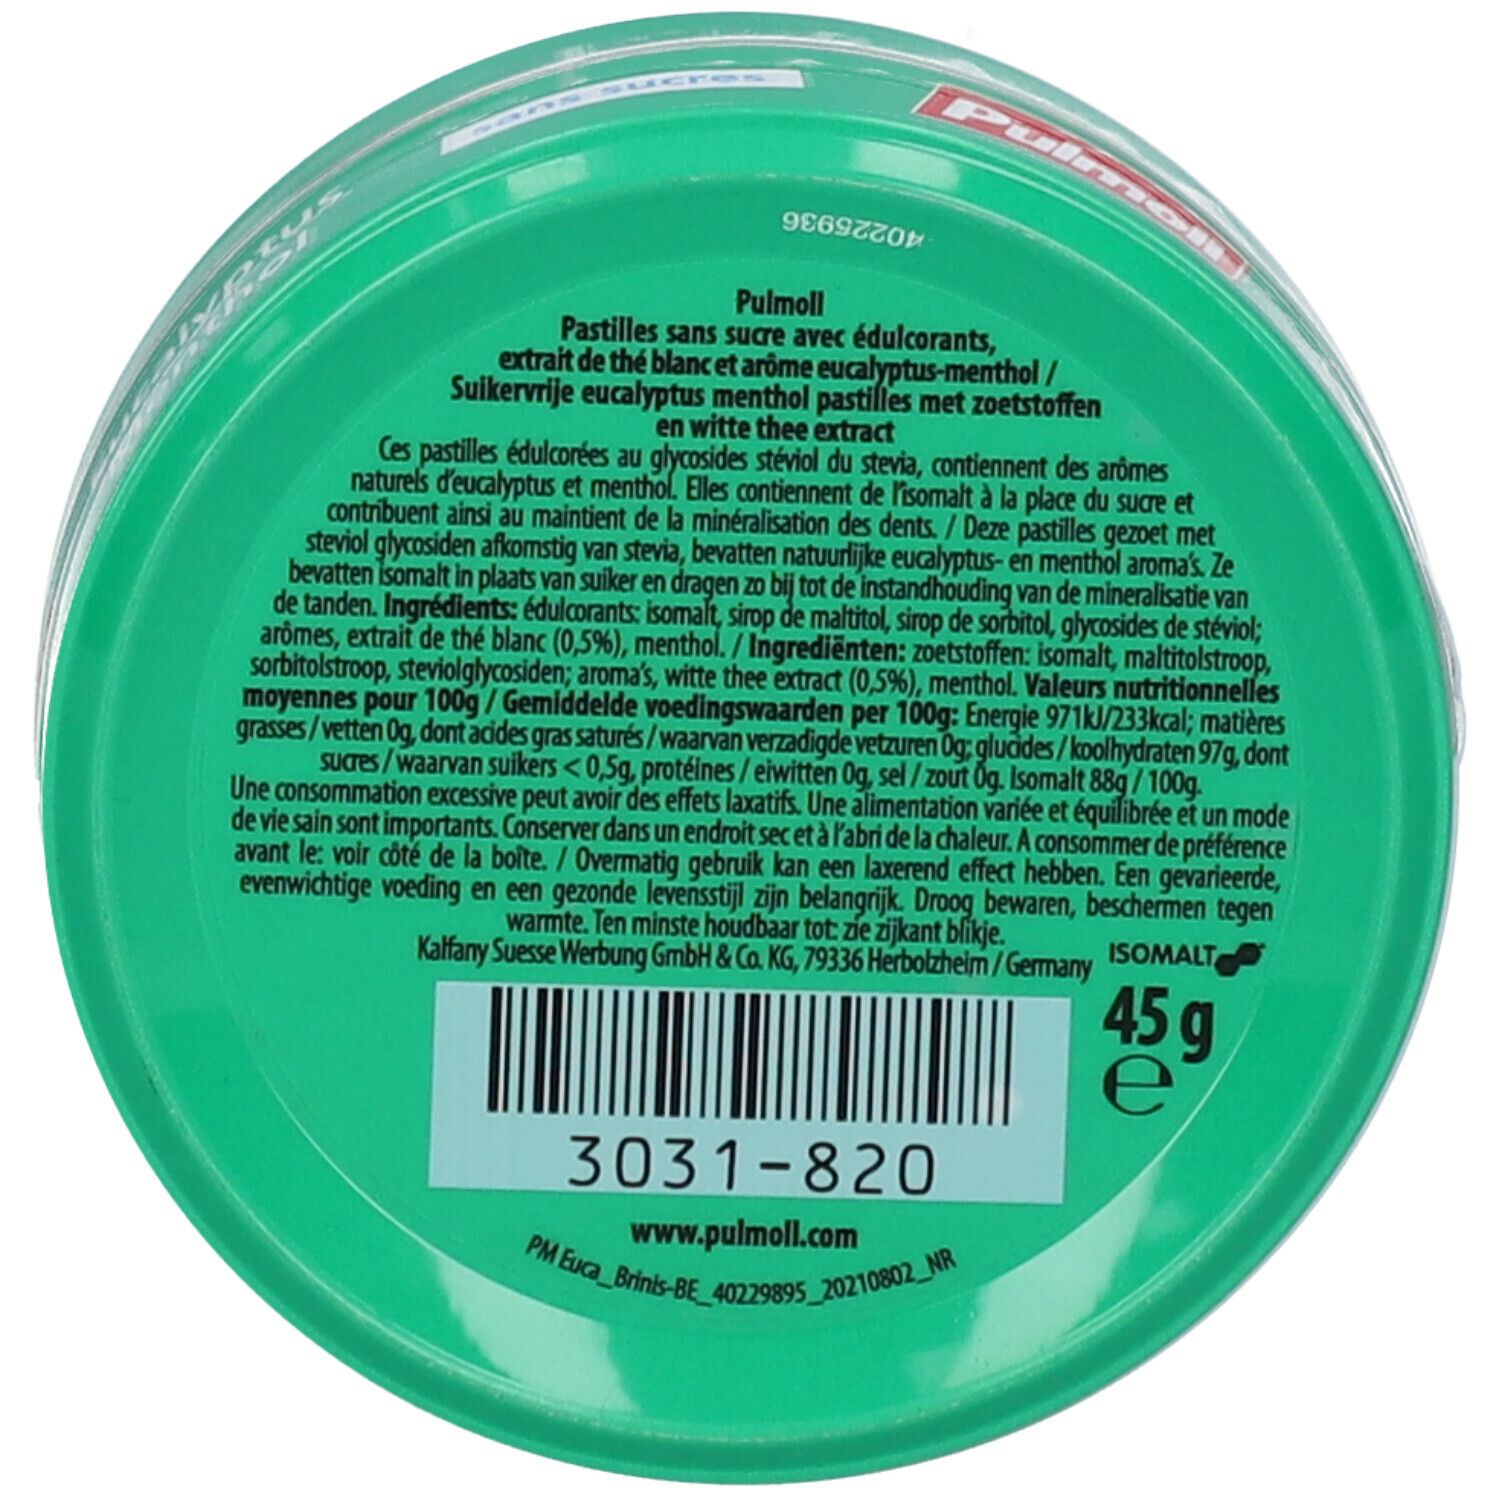 sans sucres
Pulmoll
40225936
Pulmoll
Pastilles sans sucre avec édulcorants,
extrait de thé blanc et arôme eucalyptus-menthol /
Suikervrije eucalyptus menthol pastilles met zoetstoffen
en witte thee extract
Ces pastilles édulcorées au glycosides stéviol du stevia, contiennent des arômes
naturels d'eucalyptus et menthol. Elles contiennent de l'isomalt à la place du sucre et
contribuent ainsi au maintient de la minéralisation des dents. / Deze pastilles gezoet met
steviol glycosiden afkomstig van stevia, bevatten natuurlijke eucalyptus- en menthol aroma's. Ze
bevatten isomalt in plaats van suiker en dragen zo bij tot de instandhouding van de mineralisatie van
de tanden. Ingrédients: édulcorants: isomalt, sirop de maltitol, sirop de sorbitol, glycosides de stéviol;
arômes, extrait de thé blanc (0,5%), menthol. / Ingrediënten: zoetstoffen: isomalt, maltitolstroop,
sorbitolstroop, steviolglycosiden; aroma's, witte thee extract (0,5%), menthol. Valeurs nutritionnelles
moyennes pour 100g / Gemiddelde voedingswaarden per 100g: Energie 971kJ/233kcal; matières
grasses / vetten 0g, dont acides gras saturés / waarvan verzadigde vetzuren 0g; glucides / koolhydraten 97g, dont
sucres / waarvan suikers < 0,5g, protéines / eiwitten 0g, sel / zout 0g. Isomalt 88g / 100g.
Une consommation excessive peut avoir des effets laxatifs. Une alimentation variée et équilibrée et un mode
de vie sain sont importants. Conserver dans un endroit sec et à l'abri de la chaleur. A consommer de préférence
avant le: voir côté de la boîte. / Overmatig gebruik kan een laxerend effect hebben. Een gevarieerde,
evenwichtige voeding en een gezonde levensstijl zijn belangrijk. Droog bewaren, beschermen tegen
warmte. Ten minste houdbaar tot: zie zijkant blikje.
Kalfany Suesse Werbung GmbH & Co. KG, 79336 Herbolzheim / Germany
ISOMALT
45 g
e
3031-820
www.pulmoll.com
PM Euca_Brinis-BE_40229895_20210802_NR